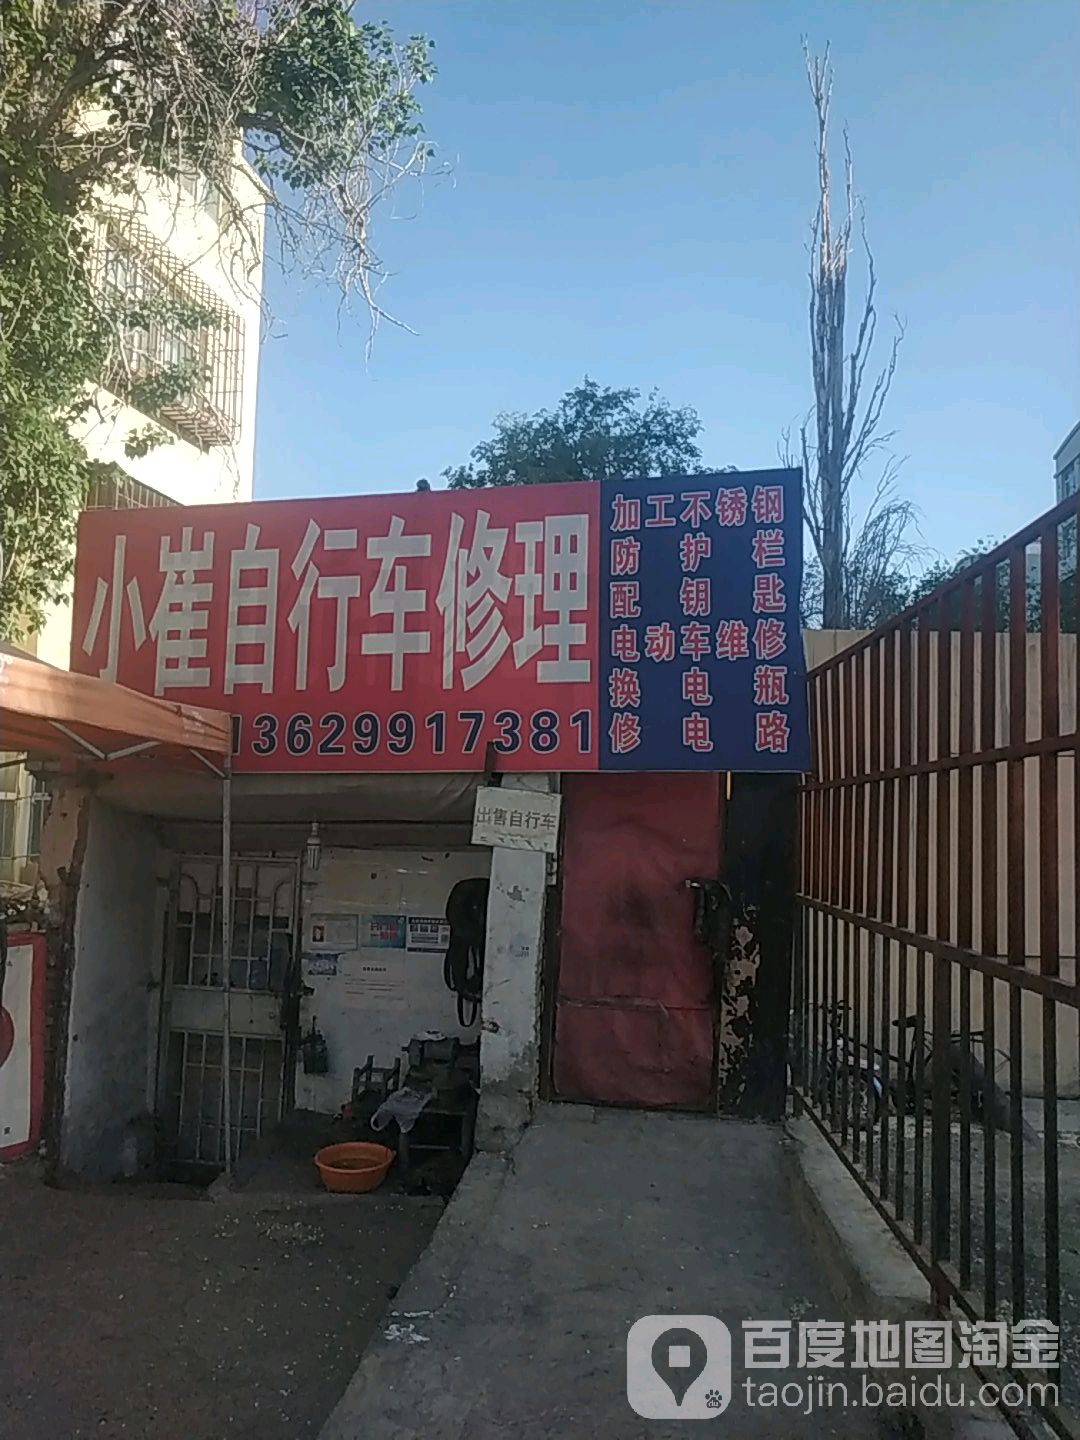 小崔自行车修理
13629917381
加工不锈钢
防护栏
配钥匙
电动车维修
换电瓶
修电路
出售自行车
百度地图淘金
taojin.baidu.com